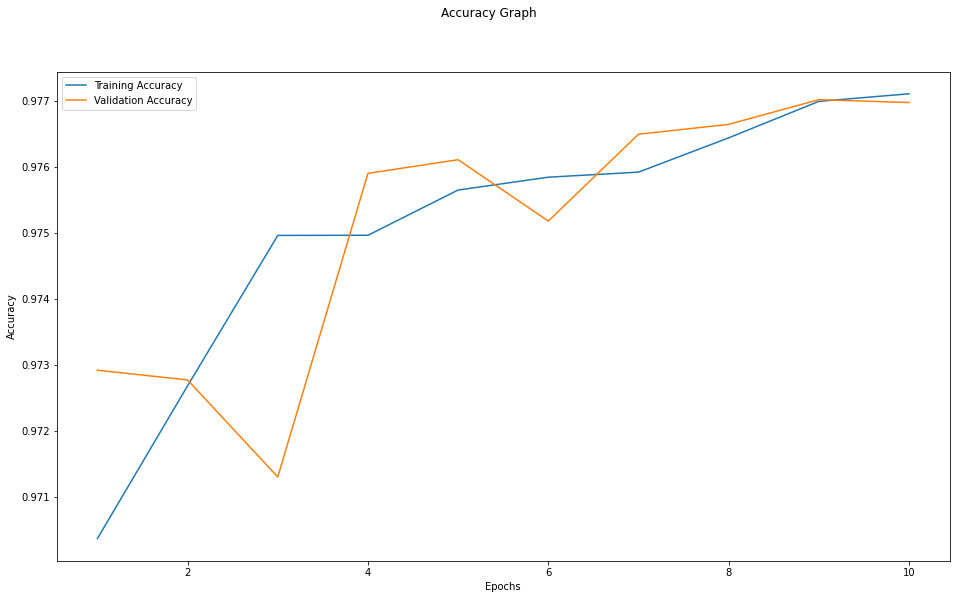 Accuracy Graph
Training Accuracy
Validation Accuracy
0.977
0.976
0.975
0.974
0.973
0.972
0.971
Accuracy
2 4 6 8 10
Epochs